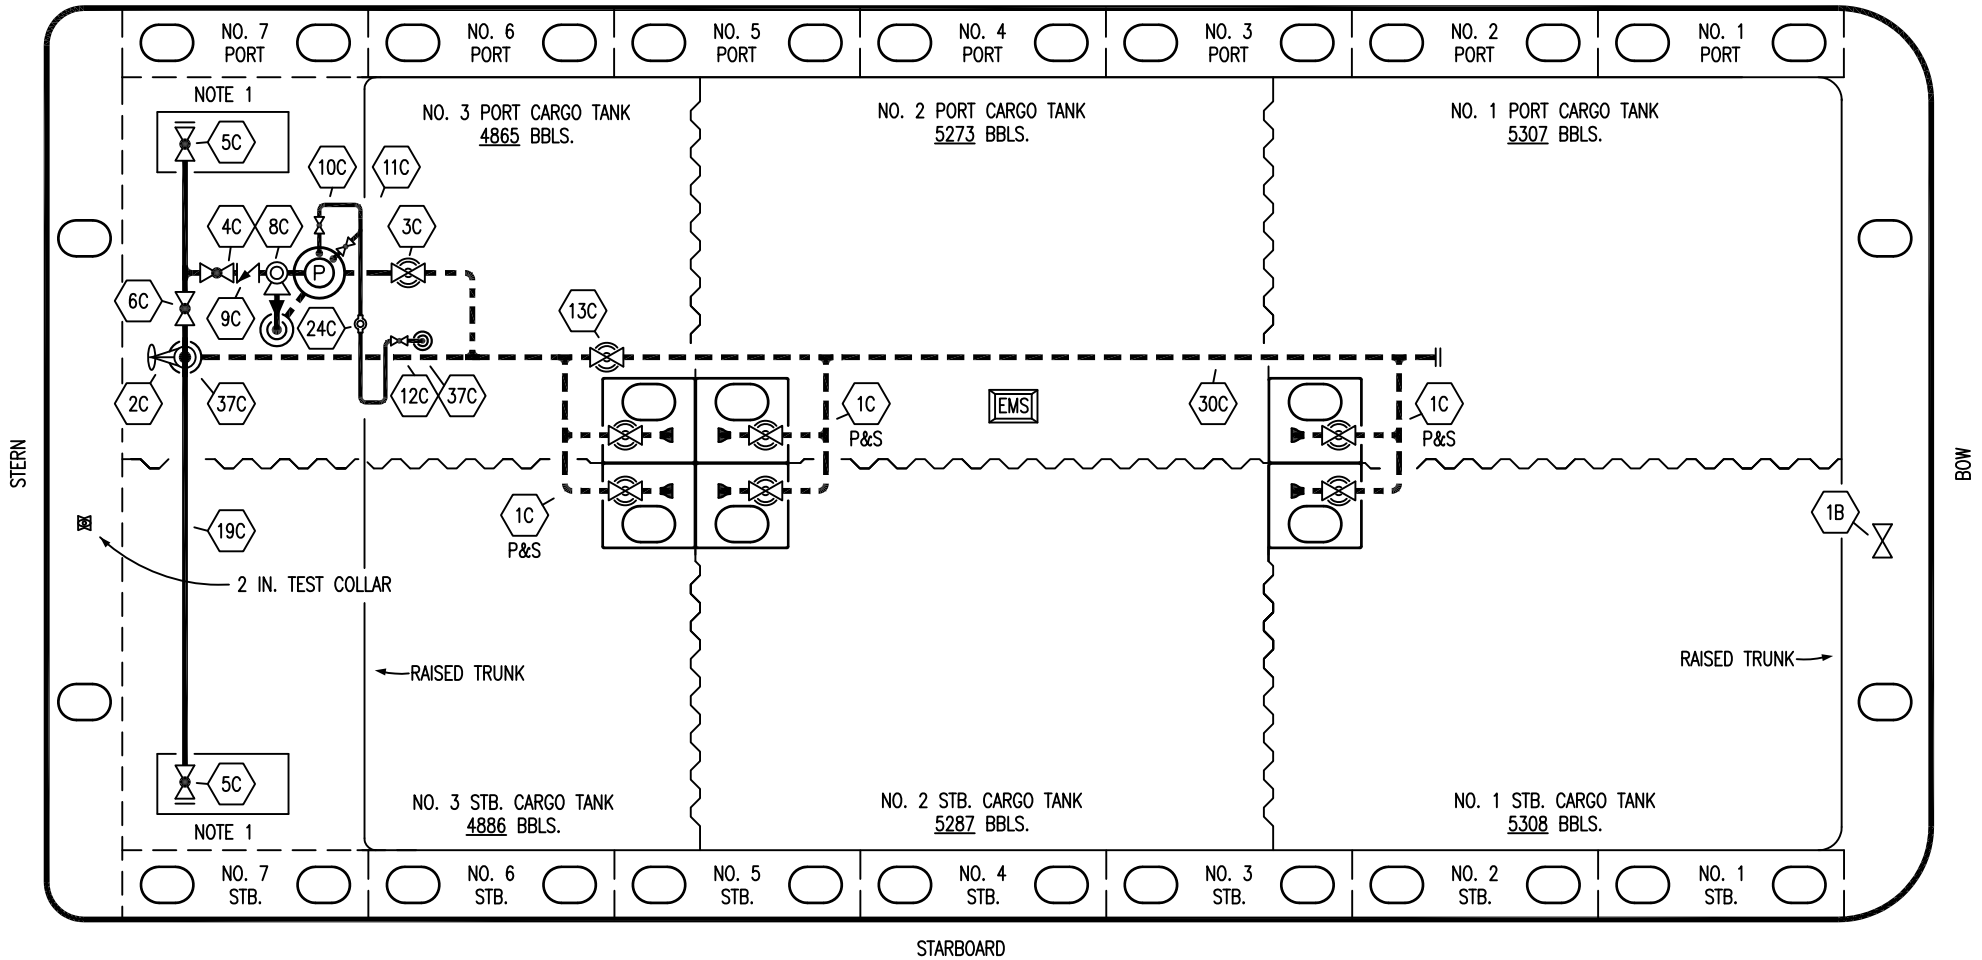 NO. 7
PORT
NO. 6
PORT
NO. 5
PORT
NO. 4
PORT
NO. 3
PORT
NO. 2
PORT
NO. 1
PORT
NOTE 1
NO. 3 PORT CARGO TANK
4865 BBLS.
NO. 2 PORT CARGO TANK
5273 BBLS.
NO. 1 PORT CARGO TANK
5307 BBLS.
5C
10C
11C
4C
8C
3C
P
6C
9C
24C
13C
2C
37C
12C
37C
1C
P&S
EMS
30C
1C
P&S
STERN
BOW
1C
P&S
19C
1B
2 IN. TEST COLLAR
RAISED TRUNK
RAISED TRUNK
5C
NOTE 1
NO. 3 STB. CARGO TANK
4886 BBLS.
NO. 2 STB. CARGO TANK
5287 BBLS.
NO. 1 STB. CARGO TANK
5308 BBLS.
NO. 7
STB.
NO. 6
STB.
NO. 5
STB.
NO. 4
STB.
NO. 3
STB.
NO. 2
STB.
NO. 1
STB.
STARBOARD